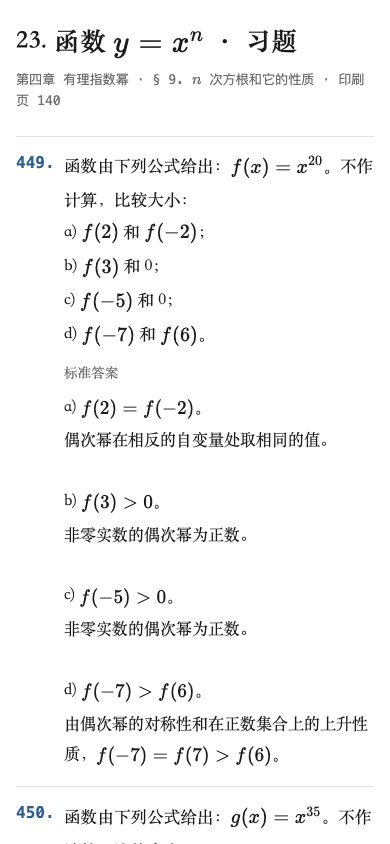 23. 函数 y = xⁿ · 习题
第四章 有理指数幂 · § 9. n 次方根和它的性质 · 印刷
页 140
449. 函数由下列公式给出：f(x) = x²⁰。不作
计算，比较大小：
a) f(2) 和 f(−2)；
b) f(3) 和 0；
c) f(−5) 和 0；
d) f(−7) 和 f(6)。
标准答案
a) f(2) = f(−2)。
偶次幂在相反的自变量处取相同的值。
b) f(3) > 0。
非零实数的偶次幂为正数。
c) f(−5) > 0。
非零实数的偶次幂为正数。
d) f(−7) > f(6)。
由偶次幂的对称性和在正数集合上的上升性
质，f(−7) = f(7) > f(6)。
450. 函数由下列公式给出：g(x) = x³⁵。不作